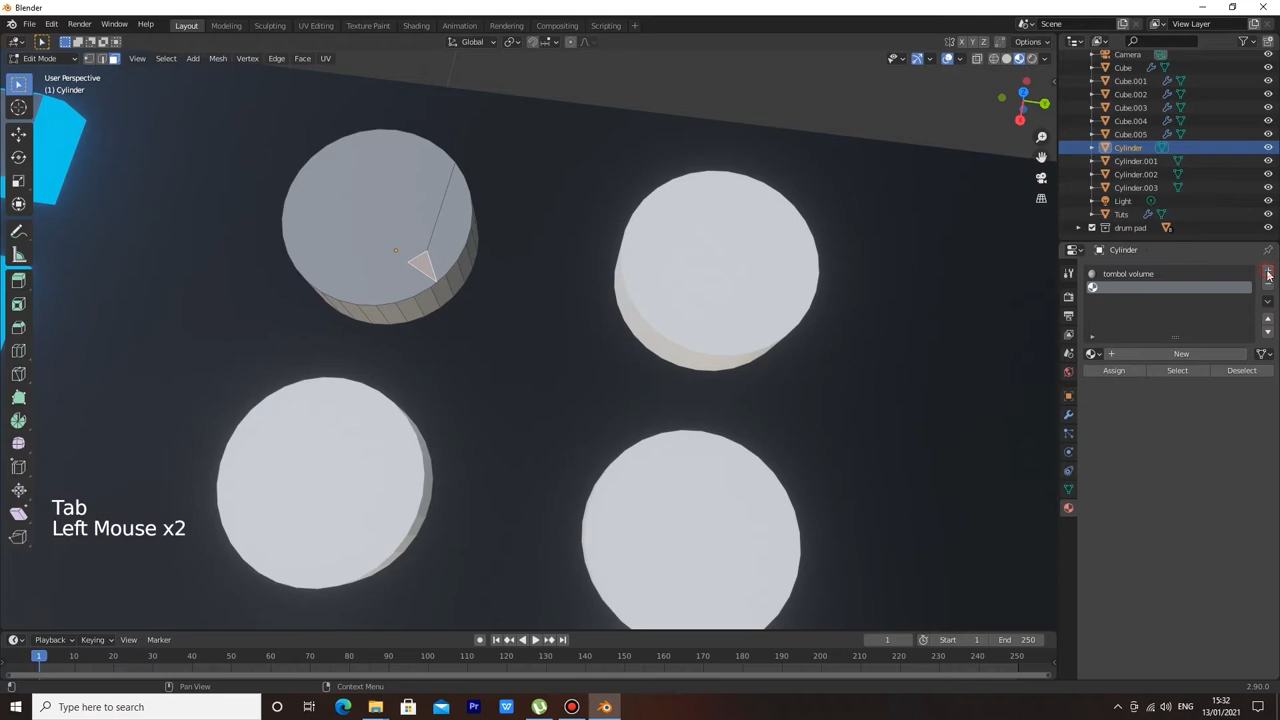 Blender
File Edit Render Window Help Layout Modeling Sculpting UV Editing Texture Paint Shading Animation Rendering Compositing Scripting + Scene View Layer
Global X Y Z Options
Edit Mode View Select Add Mesh Vertex Edge Face UV
User Perspective
(1) Cylinder
Camera
Cube
Cube.001
Cube.002
Cube.003
Cube.004
Cube.005
Cylinder
Cylinder.001
Cylinder.002
Cylinder.003
Light
Tuts
drum pad
Cylinder
tombol volume
New
Assign Select Deselect
Tab
Left Mouse x2
Playback Keying View Marker 1 Start 1 End 250
1 10 20 30 40 50 60 70 80 90 100 110 120 130 140 150 160 170 180 190 200 210 220 230 240 250
Pan View Context Menu 2.90.0
Type here to search ENG 15:32
13/01/2021